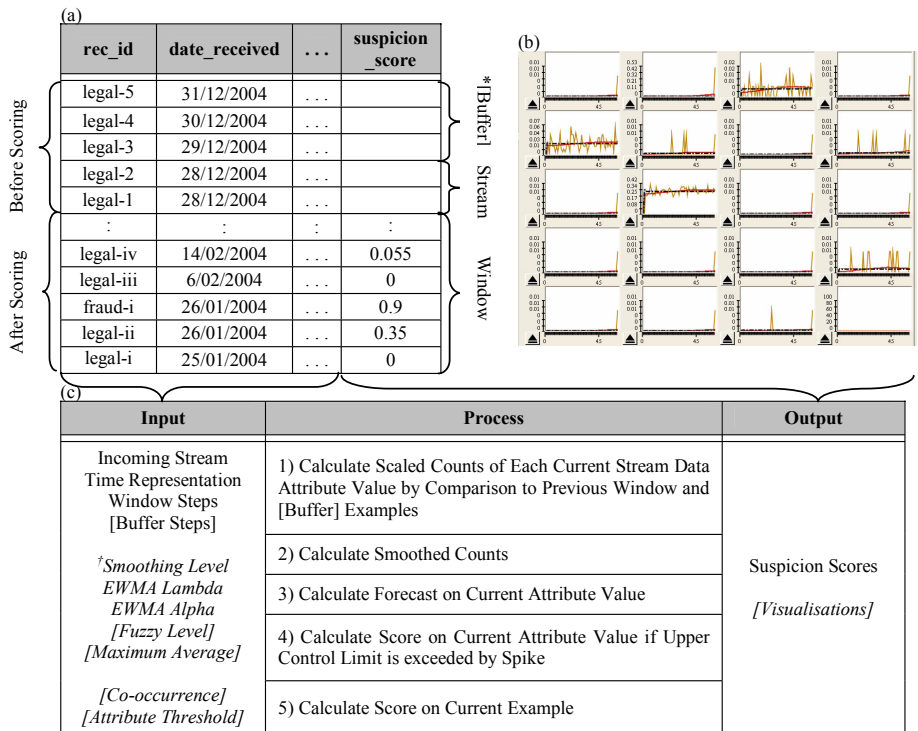 (a)
rec_id date_received . . . suspicion _score
legal-5 31/12/2004 . . .
legal-4 30/12/2004 . . .
legal-3 29/12/2004 . . .
legal-2 28/12/2004 . . .
legal-1 28/12/2004 . . .
: : :
legal-iv 14/02/2004 . . . 0.055
legal-iii 6/02/2004 . . . 0
fraud-i 26/01/2004 . . . 0.9
legal-ii 26/01/2004 . . . 0.35
legal-i 25/01/2004 . . . 0
Before Scoring
After Scoring
*[Buffer]
Stream
Window
(b)
(c)
Input Process Output
Incoming Stream
Time Representation
Window Steps
[Buffer Steps]
†Smoothing Level
EWMA Lambda
EWMA Alpha
[Fuzzy Level]
[Maximum Average]
[Co-occurrence]
[Attribute Threshold]
1) Calculate Scaled Counts of Each Current Stream Data
Attribute Value by Comparison to Previous Window and
[Buffer] Examples
2) Calculate Smoothed Counts
3) Calculate Forecast on Current Attribute Value
4) Calculate Score on Current Attribute Value if Upper
Control Limit is exceeded by Spike
5) Calculate Score on Current Example
Suspicion Scores
[Visualisations]